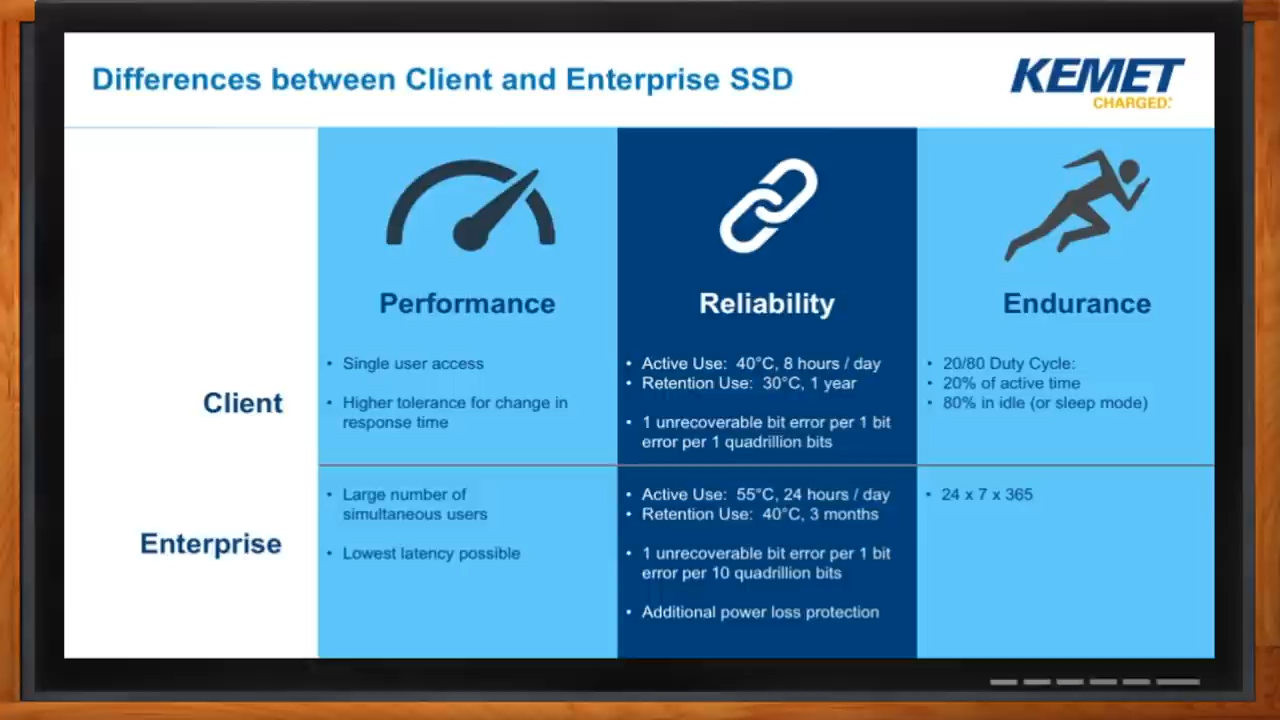 Differences between Client and Enterprise SSD
KEMET
CHARGED.
Performance
Reliability
Endurance
Client
• Single user access
• Higher tolerance for change in
response time
• Active Use: 40°C, 8 hours / day
• Retention Use: 30°C, 1 year
• 1 unrecoverable bit error per 1 bit
error per 1 quadrillion bits
• 20/80 Duty Cycle:
• 20% of active time
• 80% in idle (or sleep mode)
Enterprise
• Large number of
simultaneous users
• Lowest latency possible
• Active Use: 55°C, 24 hours / day
• Retention Use: 40°C, 3 months
• 1 unrecoverable bit error per 1 bit
error per 10 quadrillion bits
• Additional power loss protection
• 24 x 7 x 365